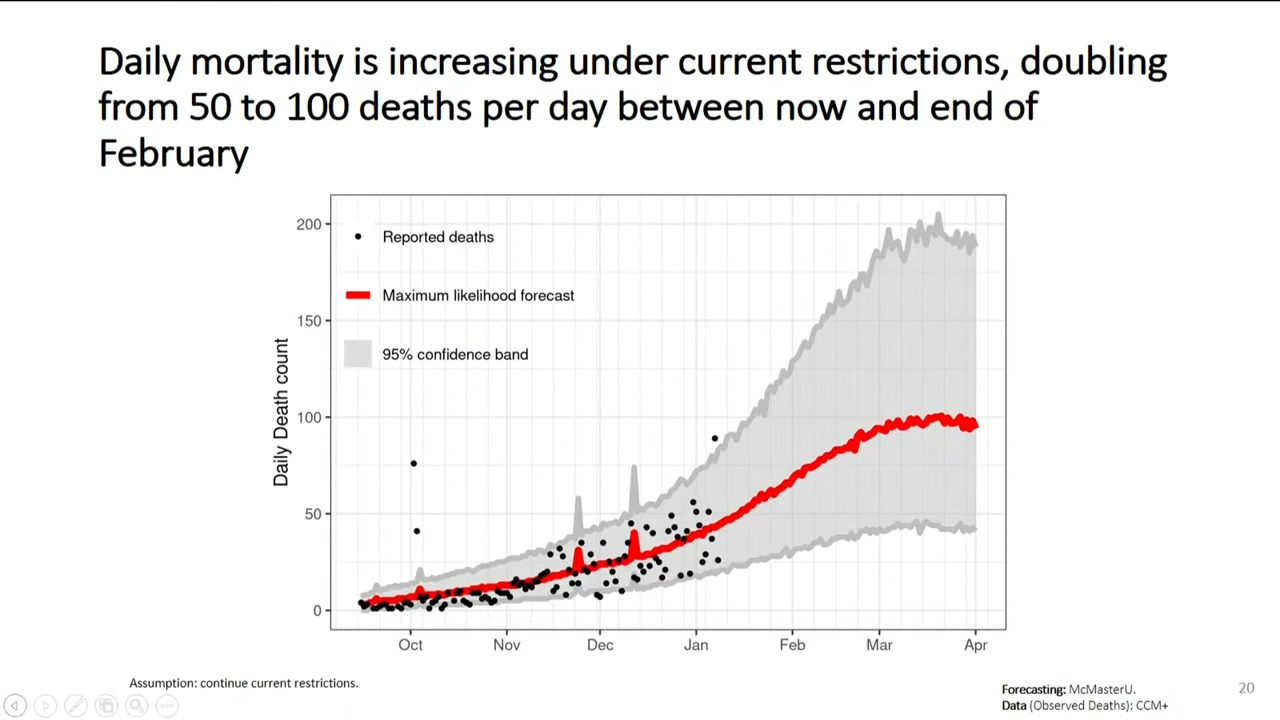 Daily mortality is increasing under current restrictions, doubling
from 50 to 100 deaths per day between now and end of
February
200
150
100
50
0
Daily Death count
Reported deaths
Maximum likelihood forecast
95% confidence band
Oct Nov Dec Jan Feb Mar Apr
Assumption: continue current restrictions.
Forecasting: McMasterU.
Data (Observed Deaths): CCM+
20